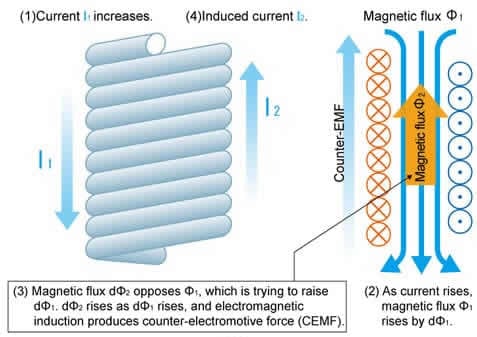 (1)Current I₁ increases.
(4)Induced current I₂.
Magnetic flux Φ₁
I₁
I₂
Counter-EMF
Magnetic flux Φ₂
(3) Magnetic flux dΦ₂ opposes Φ₁, which is trying to raise
dΦ₁. dΦ₂ rises as dΦ₁ rises, and electromagnetic
induction produces counter-electromotive force (CEMF).
(2) As current rises,
magnetic flux Φ₁
rises by dΦ₁.